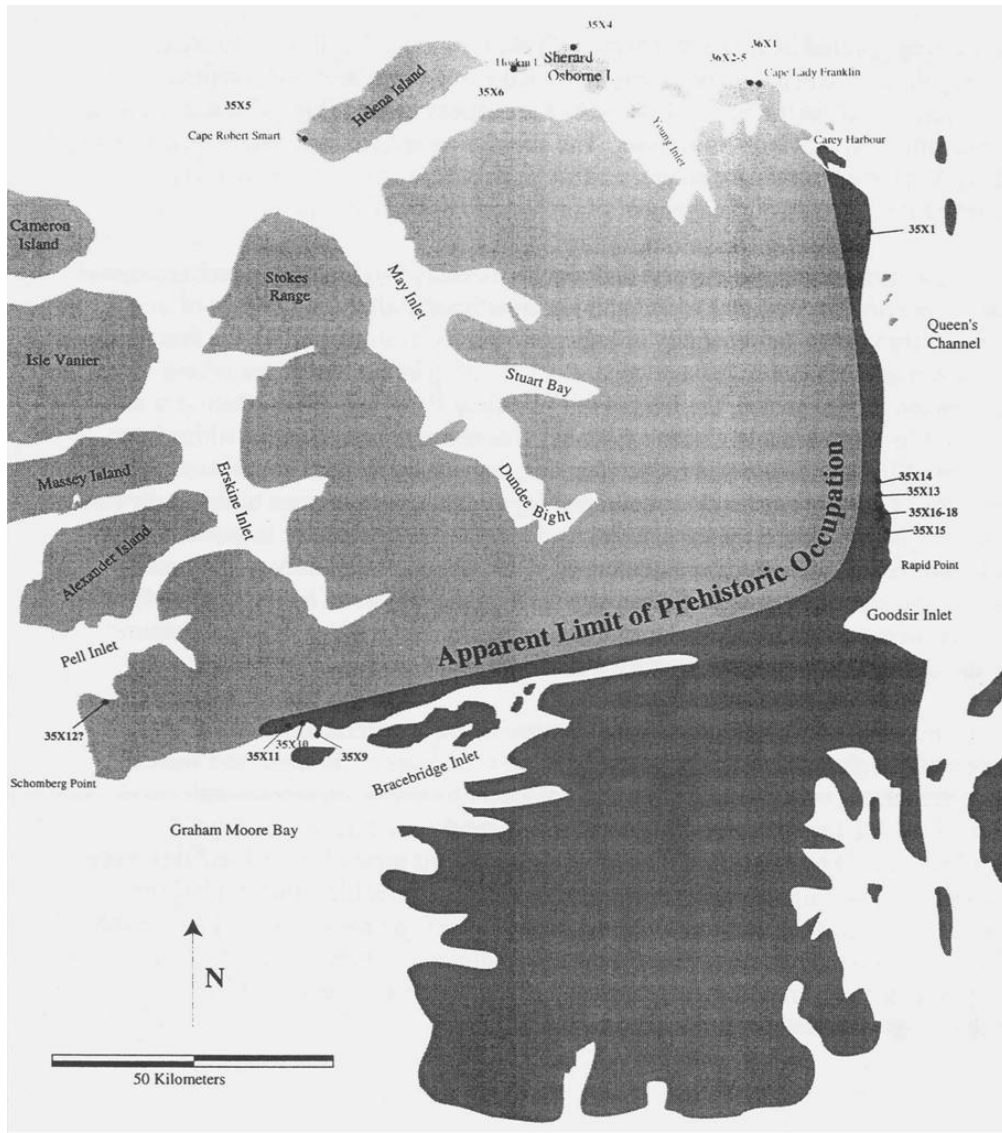 35X4
36X1
Sherard
Osborne I.
Hoskin I.
36X2-5
Cape Lady Franklin
Helena Island
35X6
35X5
Cape Robert Smart
Young Inlet
Carey Harbour
Cameron
Island
35X1
May Inlet
Stokes
Range
Queen's
Channel
Isle Vanier
Stuart Bay
Massey Island
Erskine Inlet
Dundee Bight
35X14
35X13
35X16-18
35X15
Alexander Island
Rapid Point
Apparent Limit of Prehistoric Occupation
Goodsir Inlet
Pell Inlet
35X12?
35X10
35X11
35X9
Bracebridge Inlet
Schomberg Point
Graham Moore Bay
N
50 Kilometers